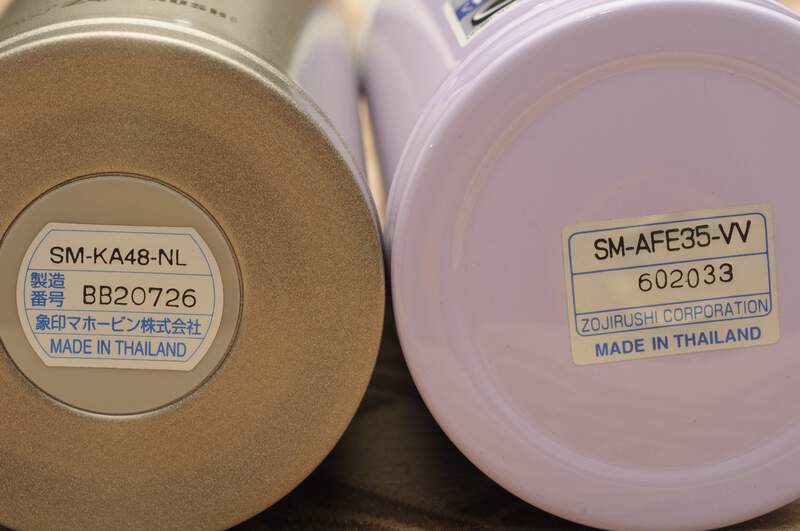 SM-KA48-NL
製造
番号 BB20726
象印マホービン株式会社
MADE IN THAILAND
SM-AFE35-VV
602033
ZOJIRUSHI CORPORATION
MADE IN THAILAND